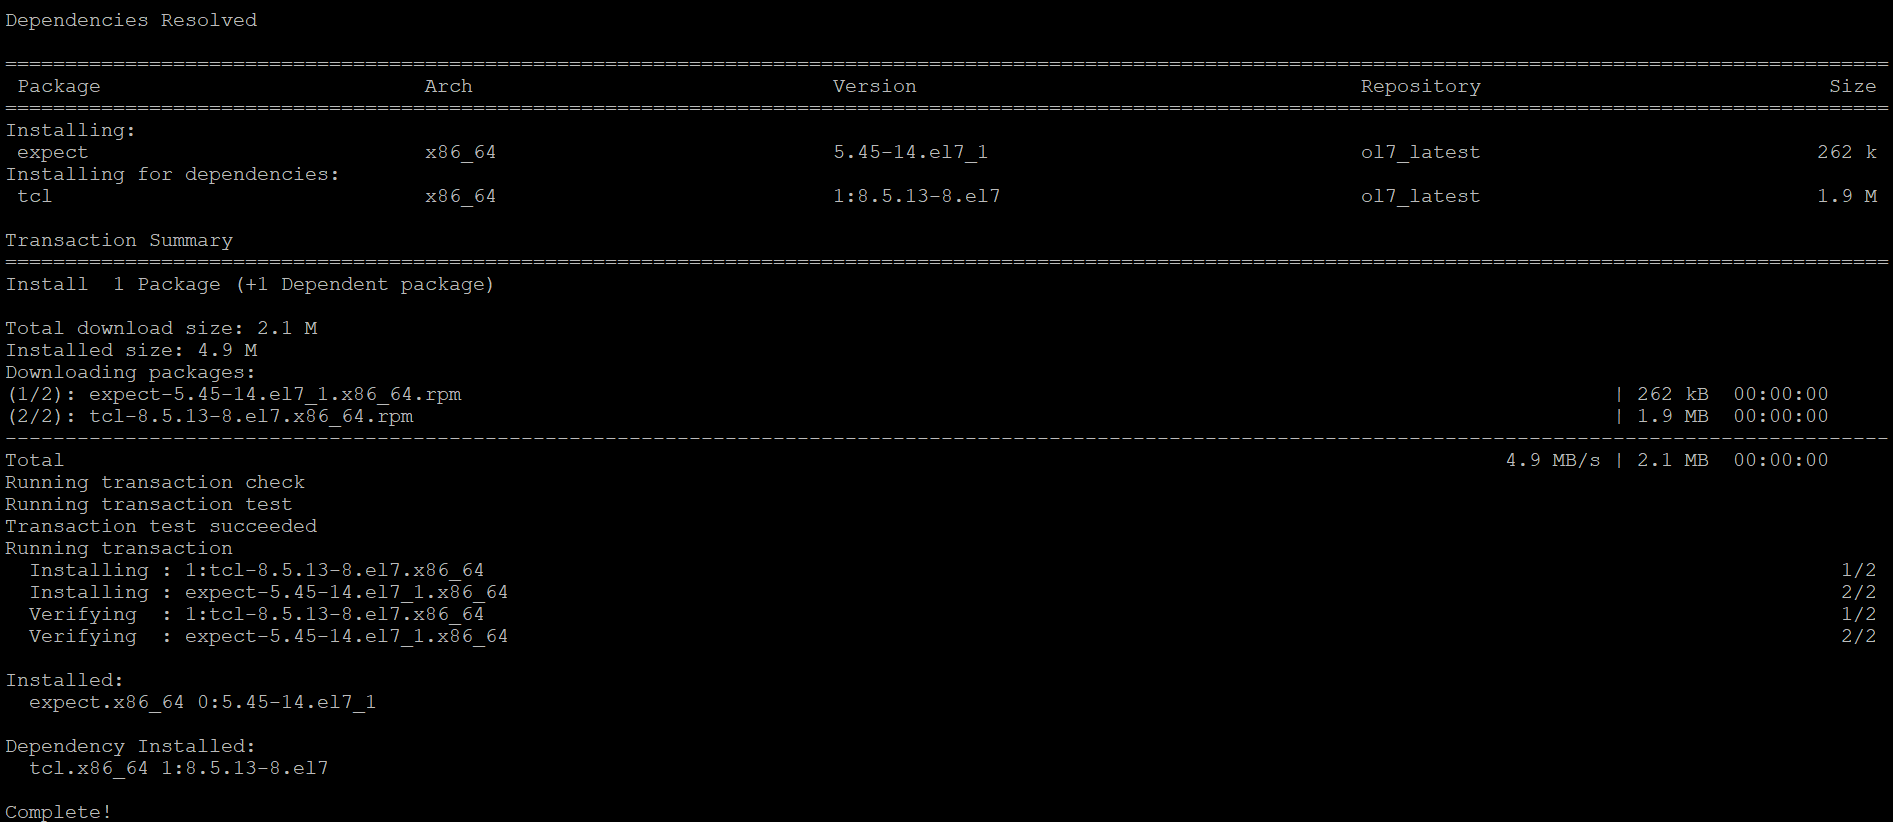 Dependencies Resolved
================================================================================================================================================================
 Package                           Arch                              Version                                     Repository                             Size
================================================================================================================================================================
Installing:
 expect                            x86_64                            5.45-14.el7_1                               ol7_latest                            262 k
Installing for dependencies:
 tcl                               x86_64                            1:8.5.13-8.el7                              ol7_latest                            1.9 M
Transaction Summary
================================================================================================================================================================
Install  1 Package (+1 Dependent package)
Total download size: 2.1 M
Installed size: 4.9 M
Downloading packages:
(1/2): expect-5.45-14.el7_1.x86_64.rpm                                                                                                | 262 kB  00:00:00
(2/2): tcl-8.5.13-8.el7.x86_64.rpm                                                                                                    | 1.9 MB  00:00:00
----------------------------------------------------------------------------------------------------------------------------------------------------------------
Total                                                                                                                        4.9 MB/s | 2.1 MB  00:00:00
Running transaction check
Running transaction test
Transaction test succeeded
Running transaction
  Installing : 1:tcl-8.5.13-8.el7.x86_64                                                                                                                 1/2
  Installing : expect-5.45-14.el7_1.x86_64                                                                                                               2/2
  Verifying  : 1:tcl-8.5.13-8.el7.x86_64                                                                                                                 1/2
  Verifying  : expect-5.45-14.el7_1.x86_64                                                                                                               2/2
Installed:
  expect.x86_64 0:5.45-14.el7_1
Dependency Installed:
  tcl.x86_64 1:8.5.13-8.el7
Complete!